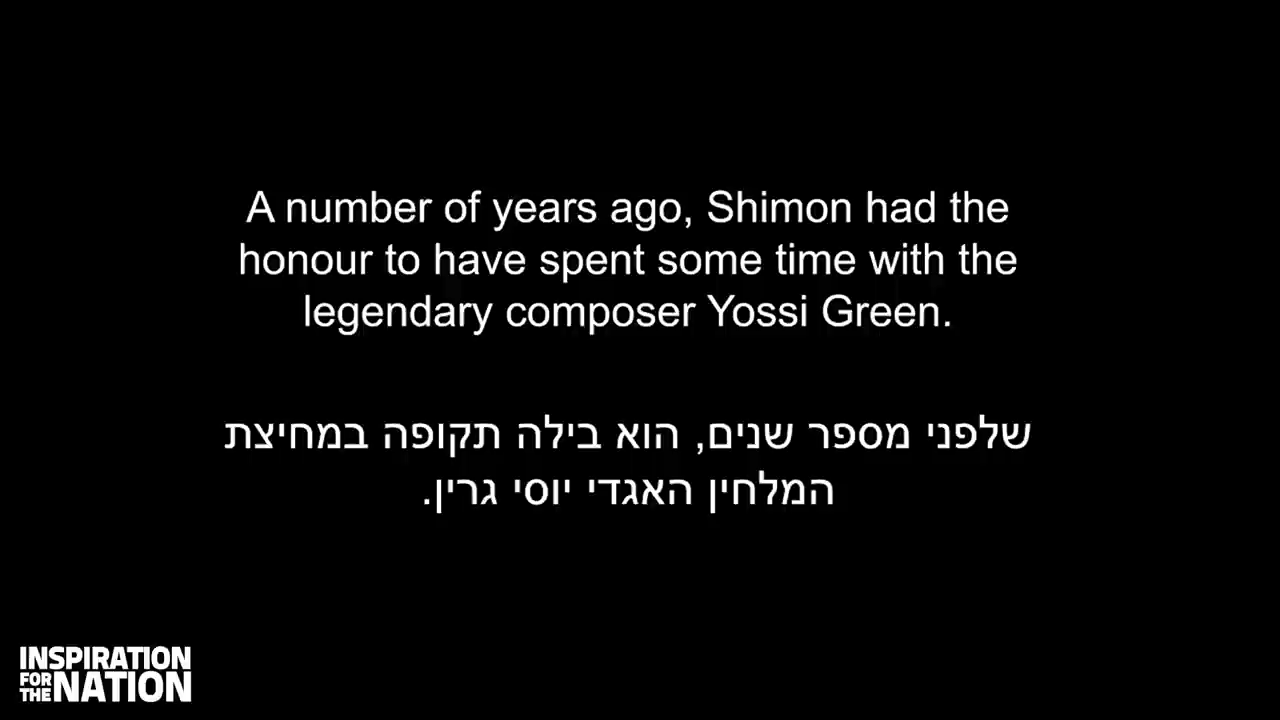 A number of years ago, Shimon had the
honour to have spent some time with the
legendary composer Yossi Green.
שלפני מספר שנים, הוא בילה תקופה במחיצת
המלחין האגדי יוסי גרין.
INSPIRATION
FOR THE NATION